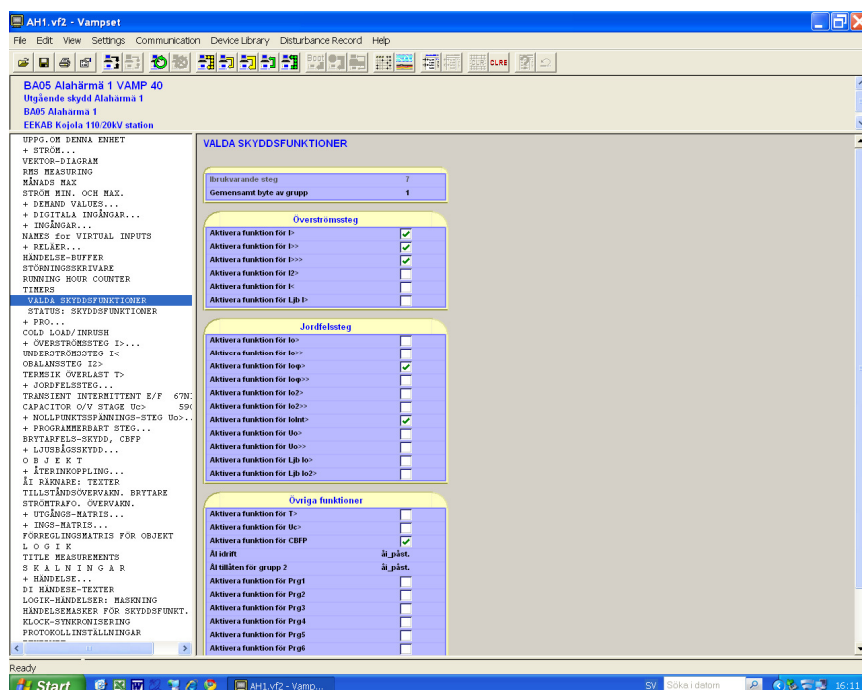 AH1.vf2 - Vampset
File Edit View Settings Communication Device Library Disturbance Record Help
Boot
CLRE
BA05 Alahärmä 1 VAMP 40
Utgående skydd Alahärmä 1
BA05 Alahärmä 1
EEKAB Kojola 110/20kV station
UPPG.OM DENNA ENHET
+ STRÖM...
VEKTOR-DIAGRAM
RMS MEASURING
MÅNADS MAX
STRÖM MIN. OCH MAX.
+ DEMAND VALUES...
+ DIGITALA INGÅNGAR...
+ INGÅNGAR...
NAMES for VIRTUAL INPUTS
+ RELÄER...
HÄNDELSE-BUFFER
STÖRNINGSSKRIVARE
RUNNING HOUR COUNTER
TIMERS
VALDA SKYDDSFUNKTIONER
STATUS: SKYDDSFUNKTIONER
+ PRO...
COLD LOAD/INRUSH
+ ÖVERSTRÖMSSTEG I>...
UNDERSTRÖMSSTEG I<
OBALANSSTEG I2>
TERMSIK ÖVERLAST T>
+ JORDFELSSTEG...
TRANSIENT INTERMITTENT E/F 67NI
CAPACITOR O/V STAGE Uc> 59(
+ NOLLPUNKTSSPÄNNINGS-STEG Uo>..
+ PROGRAMMERBART STEG...
BRYTARFELS-SKYDD, CBFP
+ LJUSBÅGSSKYDD...
O B J E K T
+ ÅTERINKOPPLING...
ÅI RÄKNARE: TEXTER
TILLSTÅNDSÖVERVAKN. BRYTARE
STRÖMTRAFO. ÖVERVAKN.
+ UTGÅNGS-MATRIS...
+ INGS-MATRIS...
FÖRREGLINGSMATRIS FÖR OBJEKT
L O G I K
TITLE MEASUREMENTS
S K A L N I N G A R
+ HÄNDELSE...
DI HÄNDESE-TEXTER
LOGIK-HÄNDELSER: MASKNING
HÄNDELSEMASKER FÖR SKYDDSFUNKT.
KLOCK-SYNKRONISERING
PROTOKOLLINSTÄLLNINGAR
VALDA SKYDDSFUNKTIONER
Ibrukvarande steg 7
Gemensamt byte av grupp 1
Överströmssteg
Aktivera funktion för I>
Aktivera funktion för I>>
Aktivera funktion för I>>>
Aktivera funktion för I2>
Aktivera funktion för I<
Aktivera funktion för Ljb I>
Jordfelssteg
Aktivera funktion för Io>
Aktivera funktion för Io>>
Aktivera funktion för Ioφ>
Aktivera funktion för Ioφ>>
Aktivera funktion för Io2>
Aktivera funktion för Io2>>
Aktivera funktion för IoInt>
Aktivera funktion för Uo>
Aktivera funktion för Uo>>
Aktivera funktion för Ljb Io>
Aktivera funktion för Ljb Io2>
Övriga funktioner
Aktivera funktion för T>
Aktivera funktion för Uc>
Aktivera funktion för CBFP
ÅI idrift åi_påst.
ÅI tillåten för grupp 2 åi_påst.
Aktivera funktion för Prg1
Aktivera funktion för Prg2
Aktivera funktion för Prg3
Aktivera funktion för Prg4
Aktivera funktion för Prg5
Aktivera funktion för Prg6
Ready
Start
AH1.vf2 - Vamp...
SV
Söka i datorn
16:11